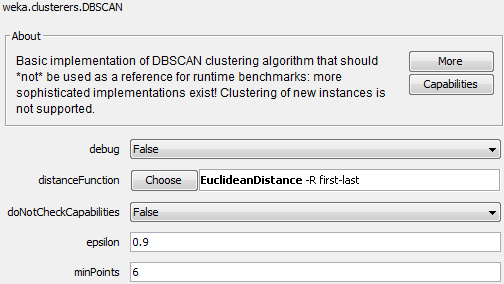 weka.clusterers.DBSCAN
About
Basic implementation of DBSCAN clustering algorithm that should
*not* be used as a reference for runtime benchmarks: more
sophisticated implementations exist! Clustering of new instances is
not supported.
More
Capabilities
debug False
distanceFunction Choose EuclideanDistance -R first-last
doNotCheckCapabilities False
epsilon 0.9
minPoints 6